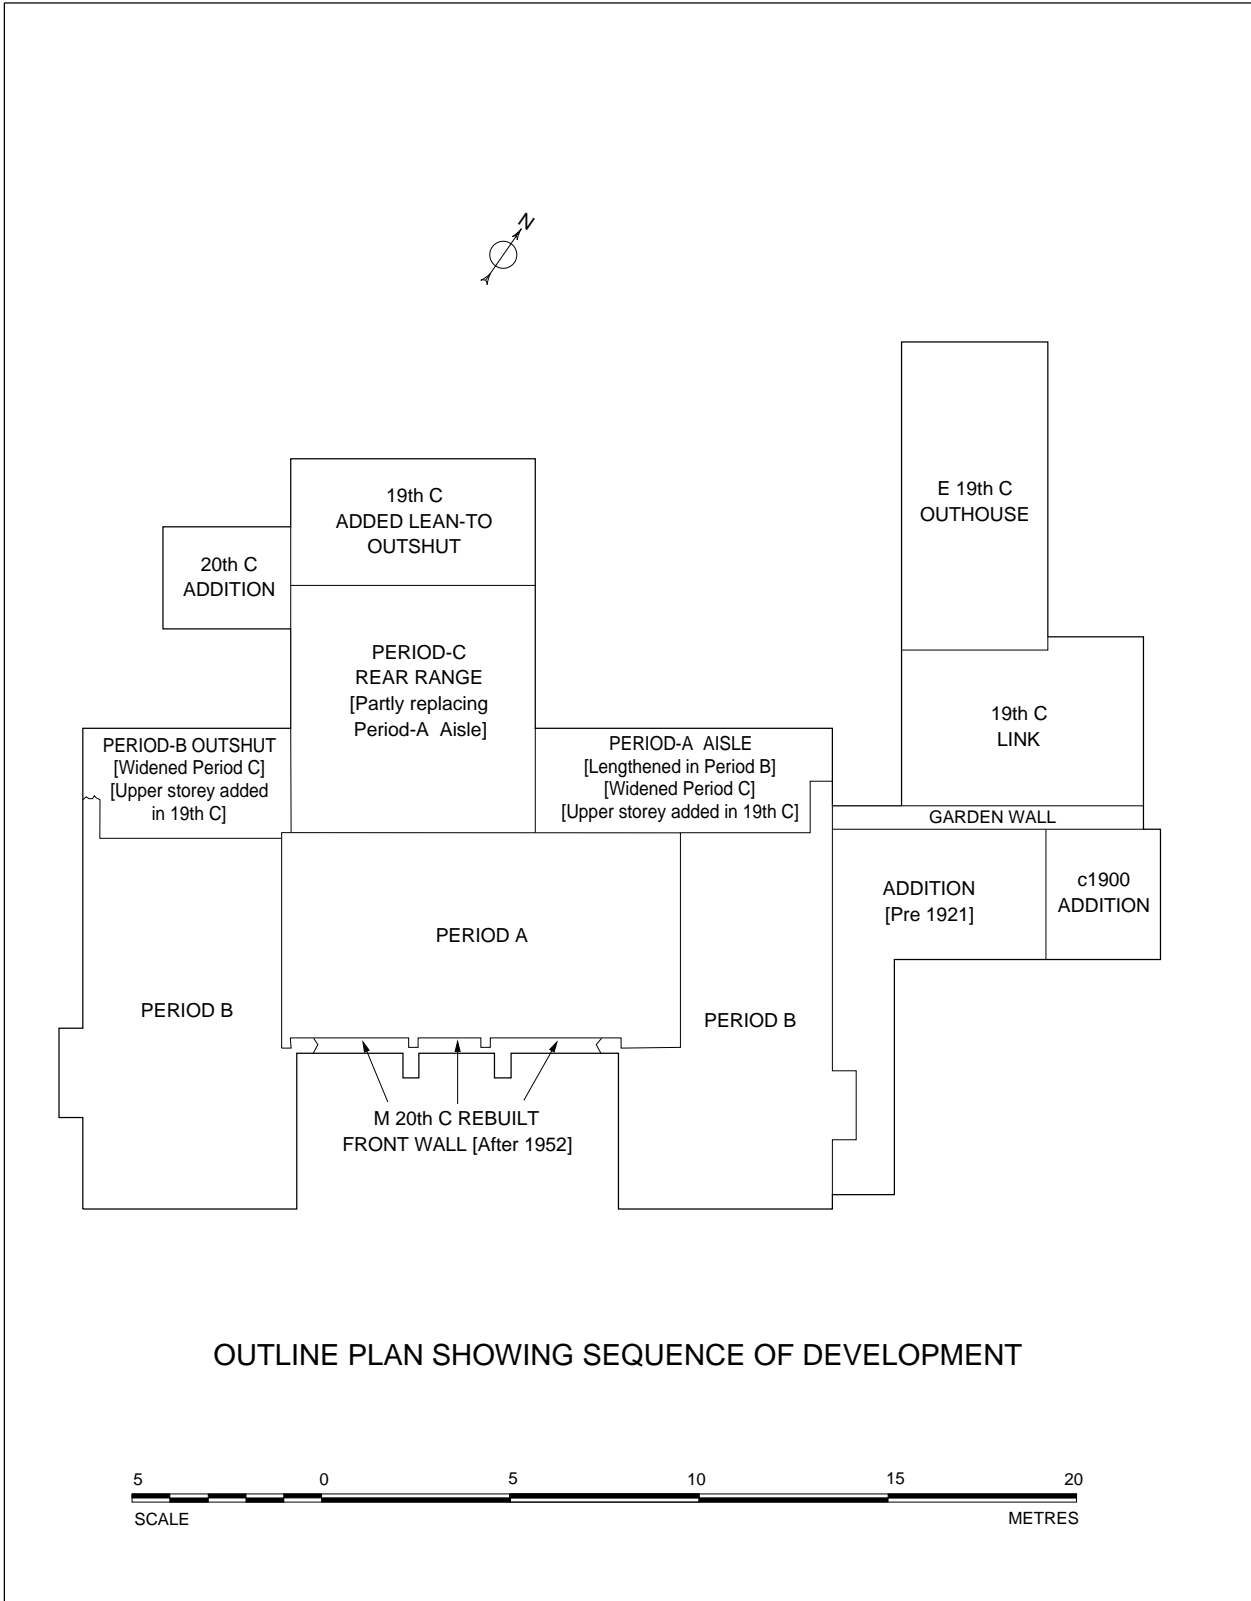 N
E 19th C
OUTHOUSE
19th C
ADDED LEAN-TO
OUTSHUT
20th C
ADDITION
PERIOD-C
REAR RANGE
[Partly replacing
Period-A Aisle]
19th C
LINK
PERIOD-B OUTSHUT
[Widened Period C]
[Upper storey added
in 19th C]
PERIOD-A AISLE
[Lengthened in Period B]
[Widened Period C]
[Upper storey added in 19th C]
GARDEN WALL
ADDITION
[Pre 1921]
c1900
ADDITION
PERIOD A
PERIOD B
PERIOD B
M 20th C REBUILT
FRONT WALL [After 1952]
OUTLINE PLAN SHOWING SEQUENCE OF DEVELOPMENT
5 0 5 10 15 20
SCALE METRES